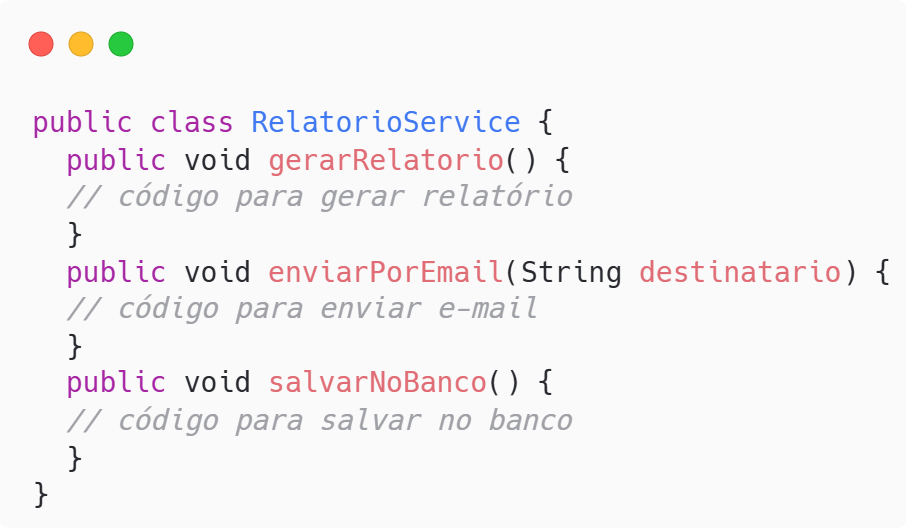 public class RelatorioService {
  public void gerarRelatorio() {
  // código para gerar relatório
  }
  public void enviarPorEmail(String destinatario) {
  // código para enviar e-mail
  }
  public void salvarNoBanco() {
  // código para salvar no banco
  }
}